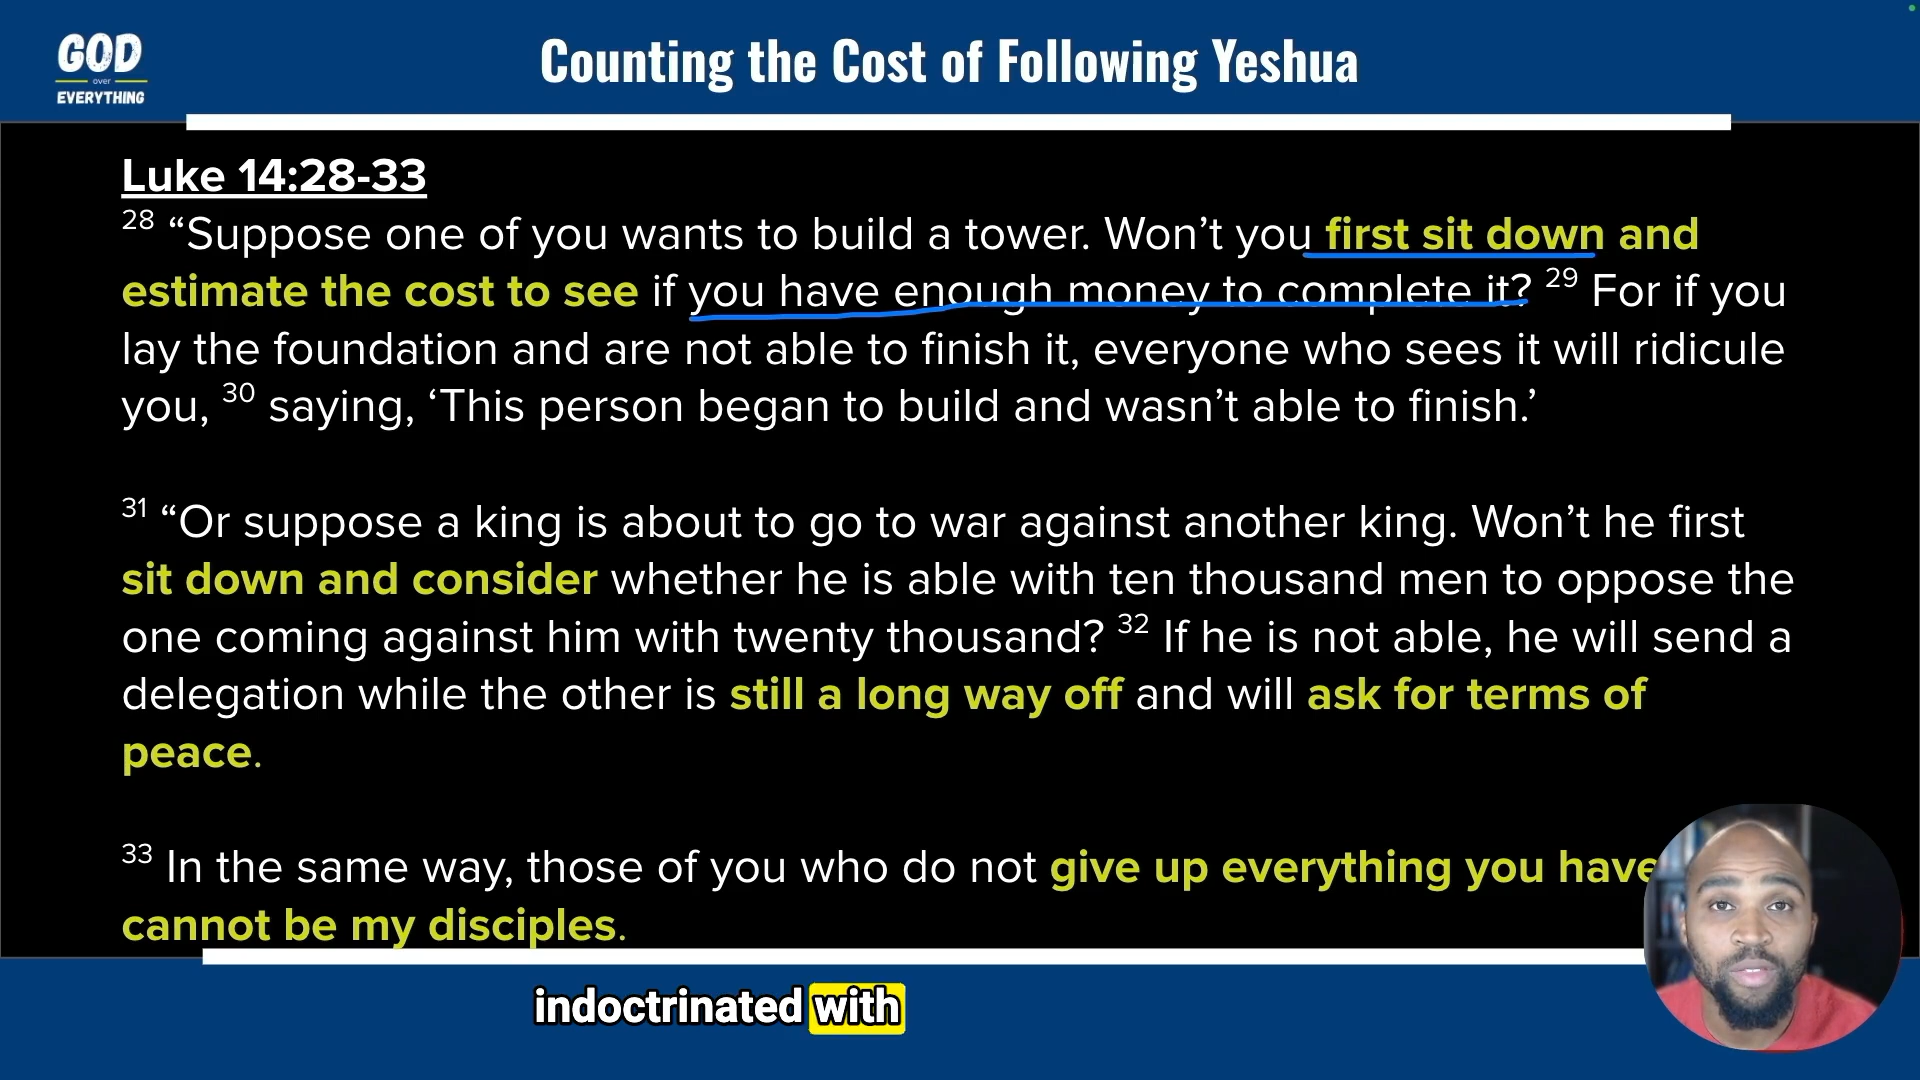 GOD
over
EVERYTHING
Counting the Cost of Following Yeshua
Luke 14:28-33
28 “Suppose one of you wants to build a tower. Won’t you first sit down and
estimate the cost to see if you have enough money to complete it? 29 For if you
lay the foundation and are not able to finish it, everyone who sees it will ridicule
you, 30 saying, ‘This person began to build and wasn’t able to finish.’
31 “Or suppose a king is about to go to war against another king. Won’t he first
sit down and consider whether he is able with ten thousand men to oppose the
one coming against him with twenty thousand? 32 If he is not able, he will send a
delegation while the other is still a long way off and will ask for terms of
peace.
33 In the same way, those of you who do not give up everything you have
cannot be my disciples.
indoctrinated with